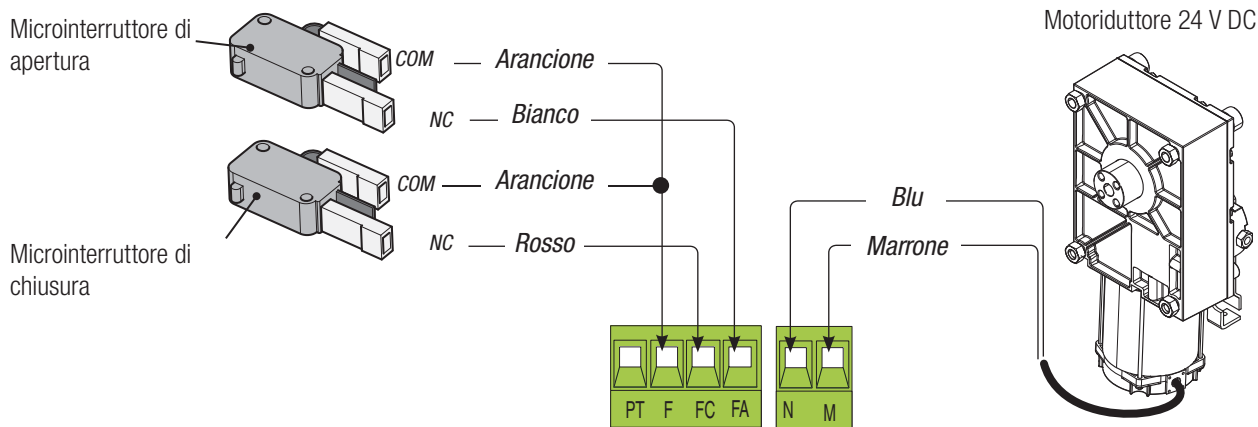 Microinterruttore di
apertura
COM
Arancione
NC
Bianco
COM
Arancione
NC
Rosso
Microinterruttore di
chiusura
Motoriduttore 24 V DC
Blu
Marrone
PT F FC FA
N M